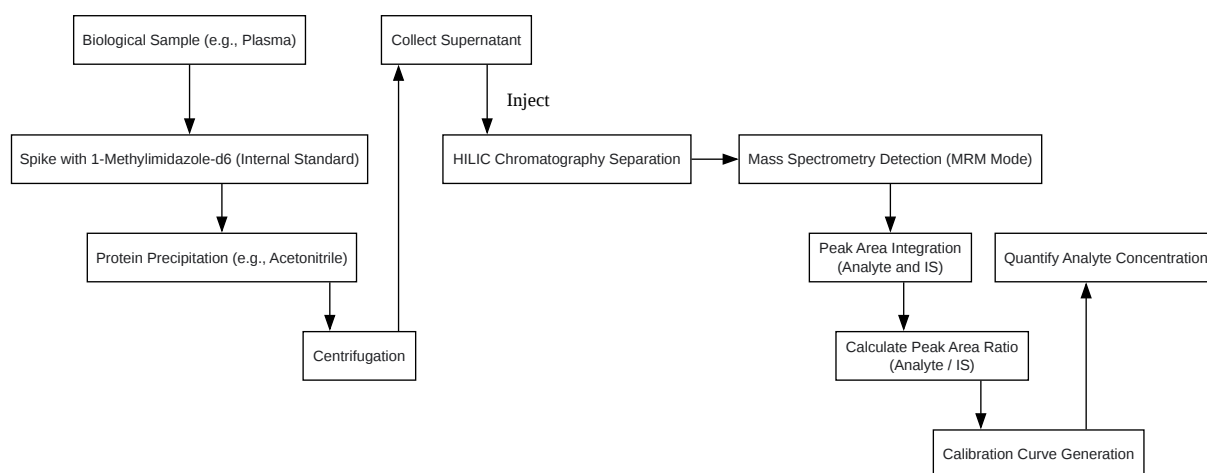 Biological Sample (e.g., Plasma)
Spike with 1-Methylimidazole-d6 (Internal Standard)
Protein Precipitation (e.g., Acetonitrile)
Centrifugation
Collect Supernatant
Inject
HILIC Chromatography Separation
Mass Spectrometry Detection (MRM Mode)
Peak Area Integration
(Analyte and IS)
Calculate Peak Area Ratio
(Analyte / IS)
Calibration Curve Generation
Quantify Analyte Concentration